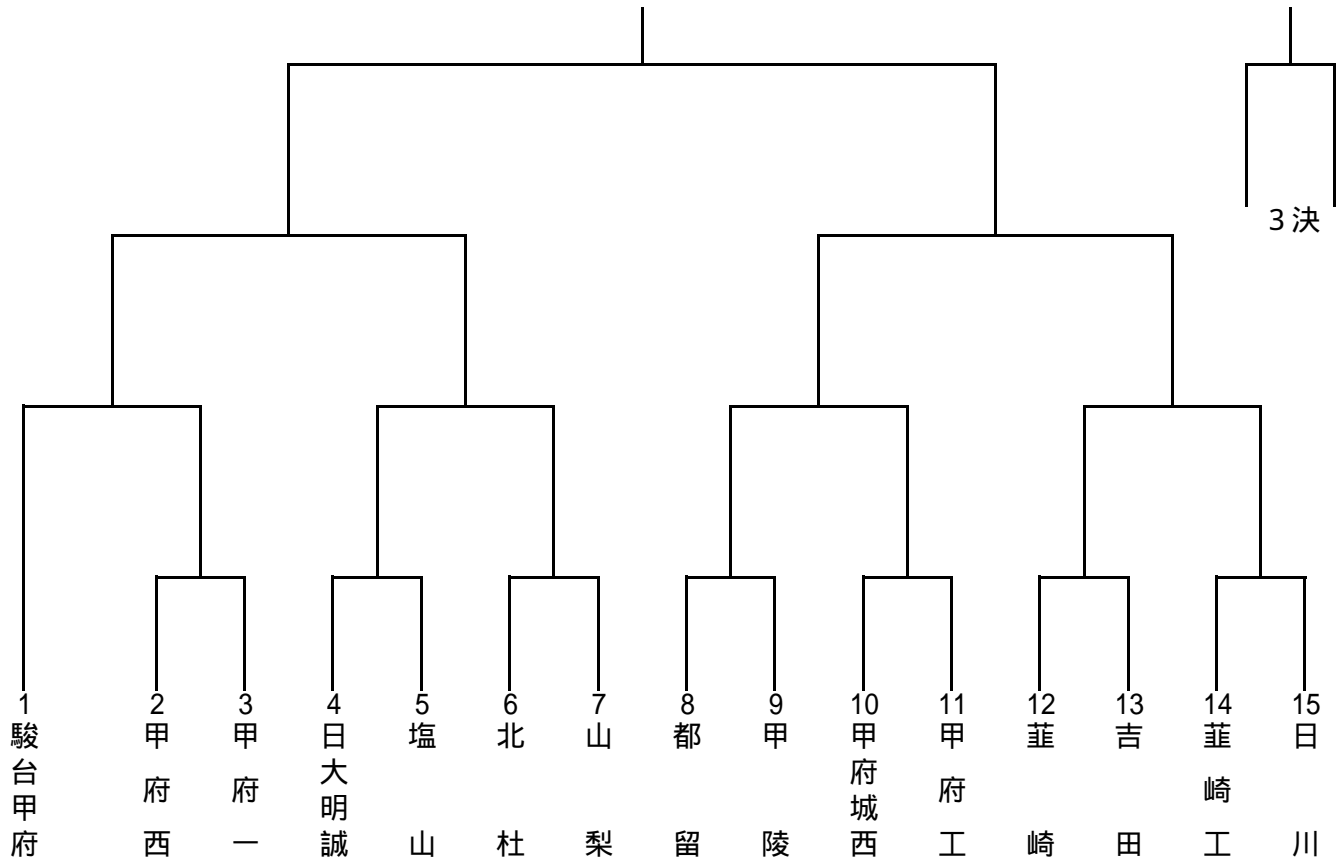 3決
1 駿台甲府
2 甲府西
3 甲府一
4 日大明誠
5 塩山
6 北杜
7 山梨
8 都留
9 甲陵
10 甲府城西
11 甲府工
12 韮崎
13 吉田
14 韮崎工
15 日川